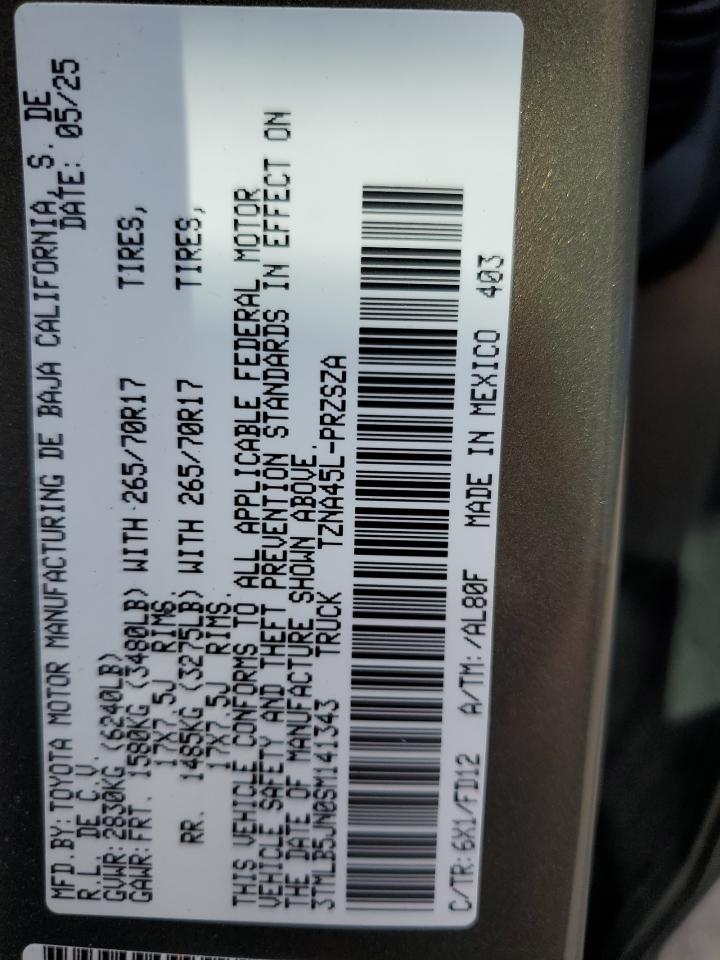 MFD.BY: TOYOTA MOTOR MANUFACTURING DE BAJA CALIFORNIA, S. DE
R.L. DE C.V. DATE: 05/25
GVWR: 2830KG (6240LB)
GAWR: FRT. 1580KG (3480LB) WITH 265/70R17 TIRES,
17X7.5J RIMS
RR. 1485KG (3275LB) WITH 265/70R17 TIRES,
17X7.5J RIMS.
THIS VEHICLE CONFORMS TO ALL APPLICABLE FEDERAL MOTOR
VEHICLE SAFETY AND THEFT PREVENTION STANDARDS IN EFFECT ON
THE DATE OF MANUFACTURE SHOWN ABOVE.
3TMLB5JN0SM141343 TRUCK TZNA45L-PRZSZA
C/TR: 6X1/FD12 A/TM: /AL80F MADE IN MEXICO 403